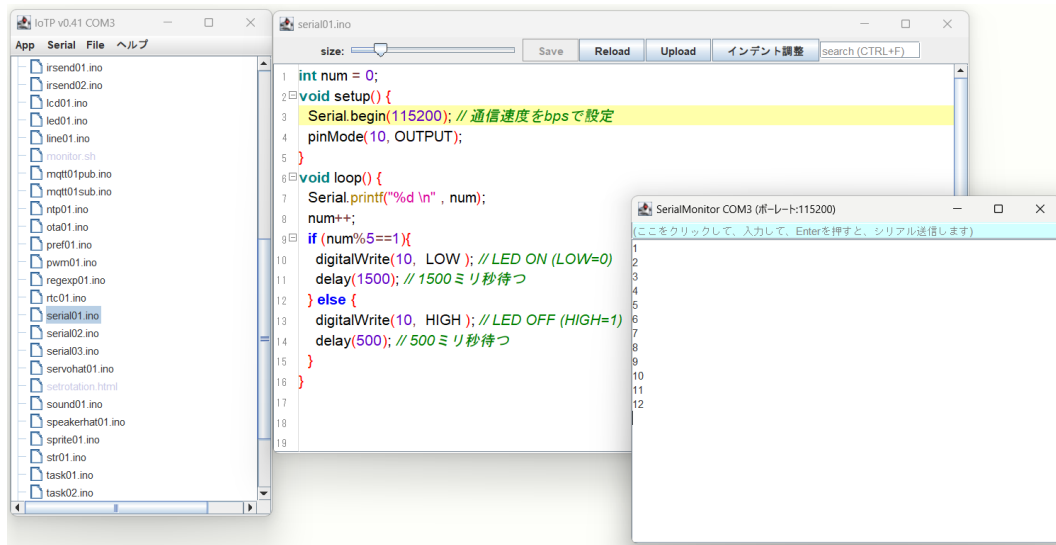 IoTP v0.41 COM3
App Serial File ヘルプ
irsend01.ino
irsend02.ino
lcd01.ino
led01.ino
line01.ino
monitor.sh
mqtt01pub.ino
mqtt01sub.ino
ntp01.ino
ota01.ino
pref01.ino
pwm01.ino
regexp01.ino
rtc01.ino
serial01.ino
serial02.ino
serial03.ino
servohat01.ino
setrotation.html
sound01.ino
speakerhat01.ino
sprite01.ino
str01.ino
task01.ino
task02.ino
serial01.ino
size: Save Reload Upload インデント調整 search (CTRL+F)
1 int num = 0;
2 void setup() {
3 Serial.begin(115200); // 通信速度をbpsで設定
4 pinMode(10, OUTPUT);
5 }
6 void loop() {
7 Serial.printf("%d \n" , num);
8 num++;
9 if (num%5==1){
10 digitalWrite(10, LOW ); // LED ON (LOW=0)
11 delay(1500); // 1500ミリ秒待つ
12 } else {
13 digitalWrite(10, HIGH ); // LED OFF (HIGH=1)
14 delay(500); // 500ミリ秒待つ
15 }
16 }
17
18
19
SerialMonitor COM3 (ボーレート:115200)
(ここをクリックして、入力して、Enterを押すと、シリアル送信します)
1
2
3
4
5
6
7
8
9
10
11
12